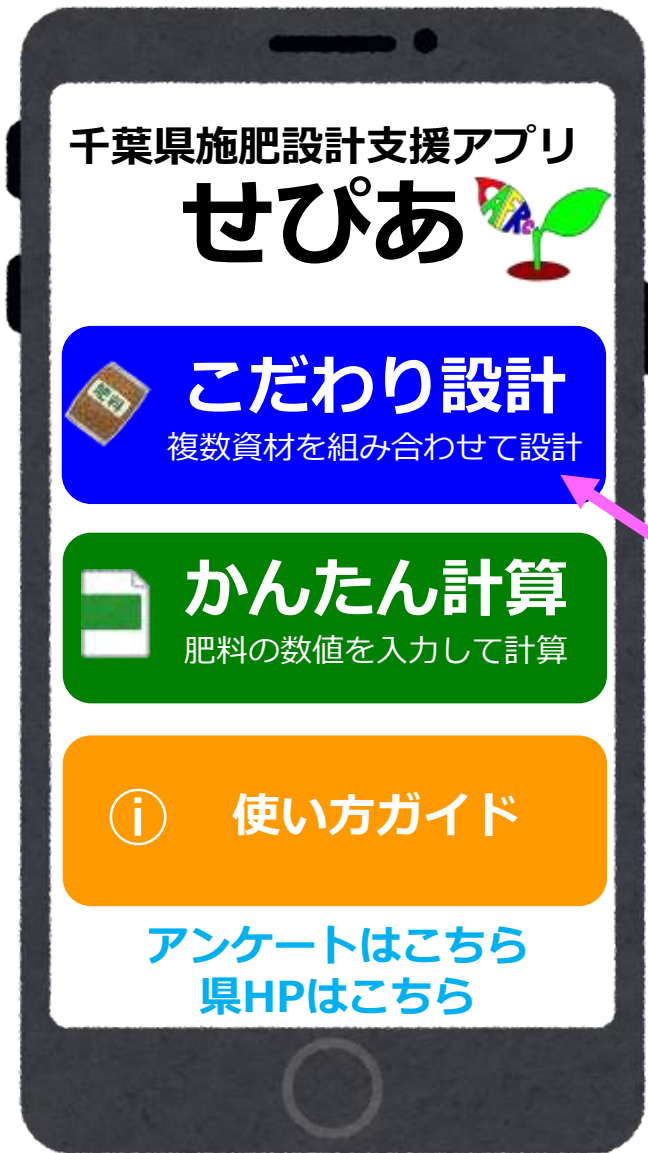 千葉県施肥設計支援アプリ
せぴあ
CAFRC
肥料
こだわり設計
複数資材を組み合わせて設計
かんたん計算
肥料の数値を入力して計算
i 使い方ガイド
アンケートはこちら
県HPはこちら